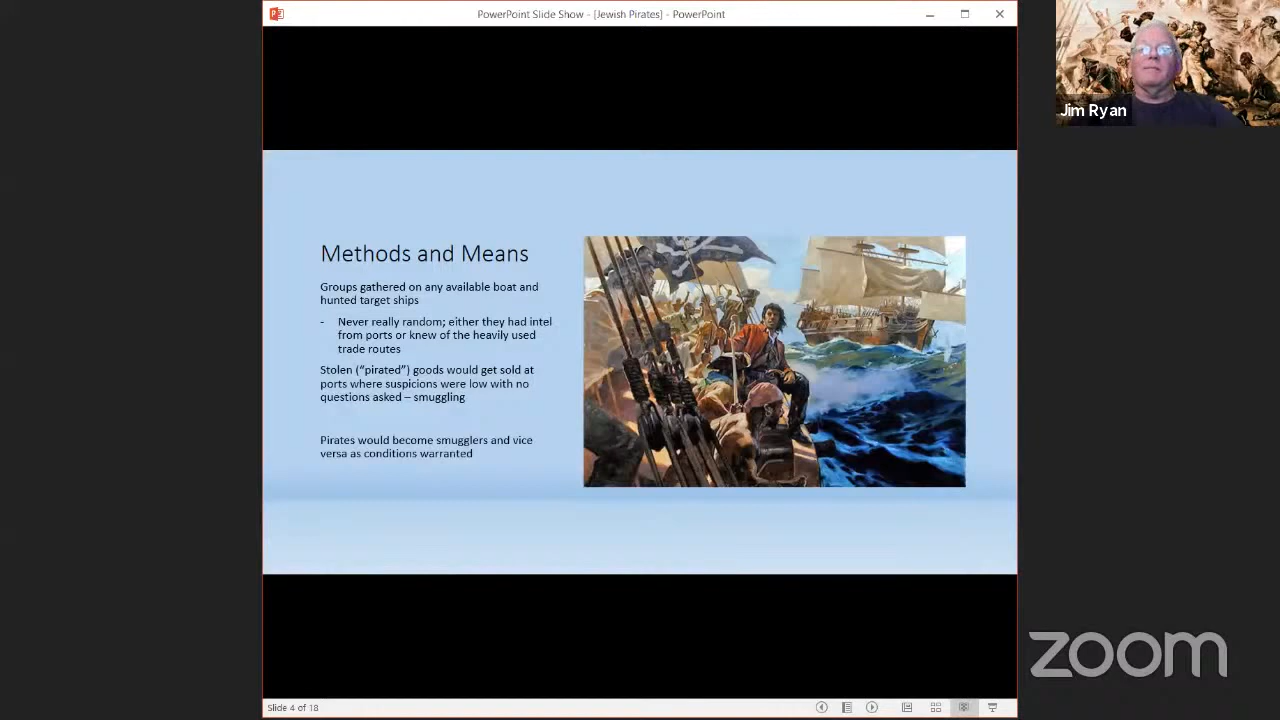 PowerPoint Slide Show - [Jewish Pirates] - PowerPoint
Jim Ryan
Methods and Means
Groups gathered on any available boat and
hunted target ships
- Never really random; either they had intel
from ports or knew of the heavily used
trade routes
Stolen (“pirated”) goods would get sold at
ports where suspicions were low with no
questions asked – smuggling
Pirates would become smugglers and vice
versa as conditions warranted
zoom
Slide 4 of 18